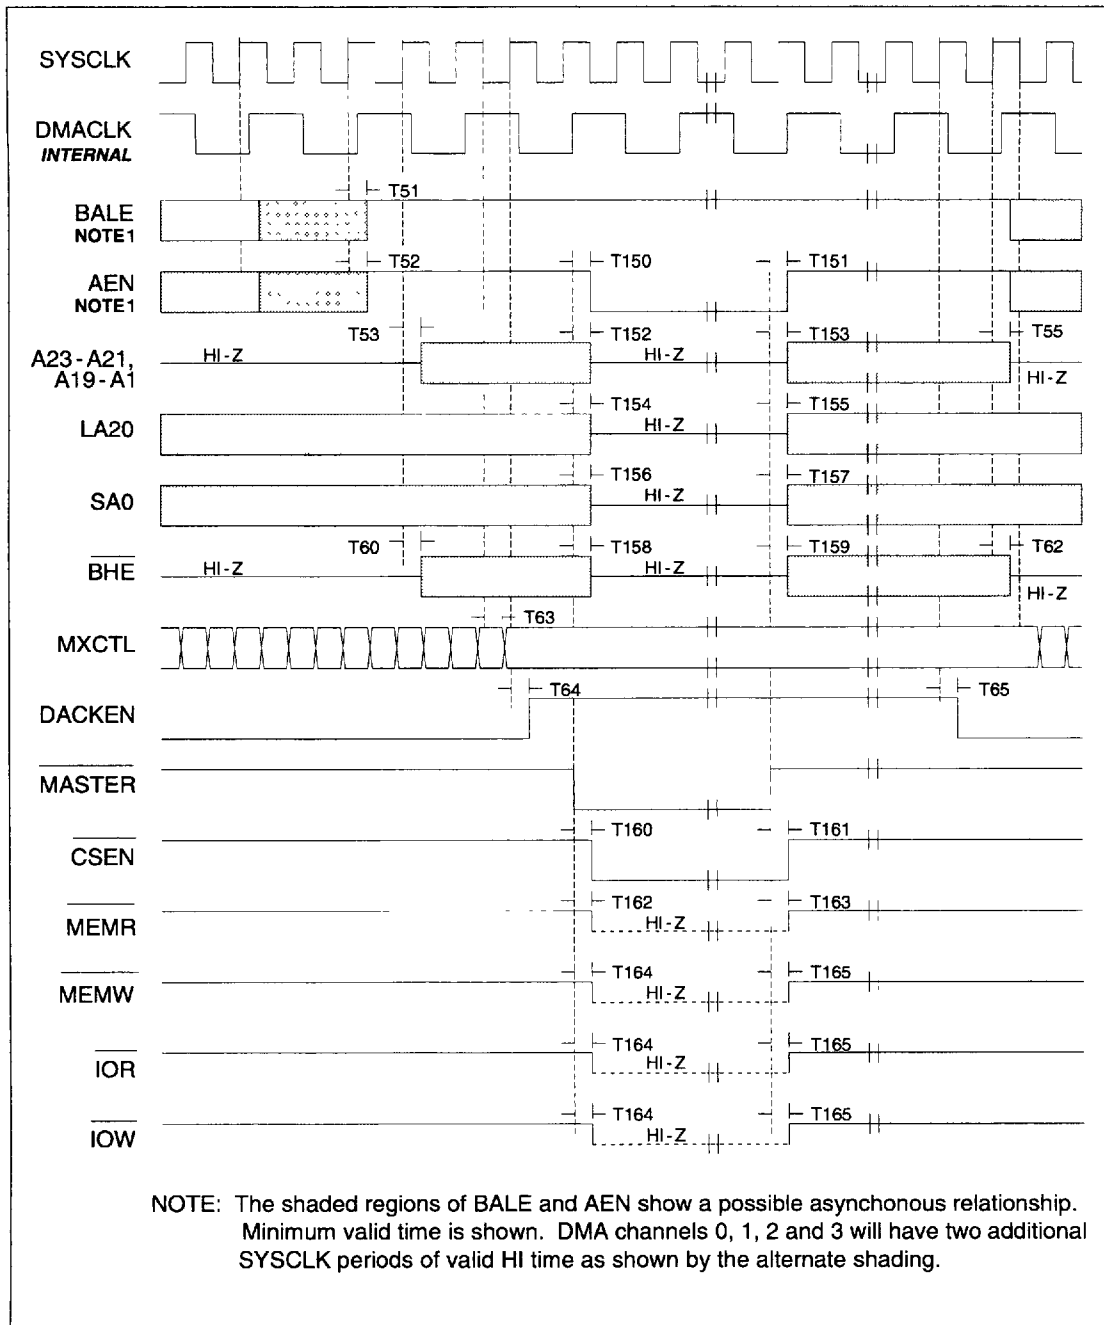 SYSCLK
DMACLK
INTERNAL
T51
BALE
NOTE1
T52 T150 T151
AEN
NOTE1
T53 T152 T153 T55
A23-A21,
A19-A1
HI-Z HI-Z HI-Z
T154 T155
LA20 HI-Z
T156 T157
SA0 HI-Z
T60 T158 T159 T62
BHE HI-Z HI-Z HI-Z
T63
MXCTL
T64 T65
DACKEN
MASTER
T160 T161
CSEN
T162 T163
MEMR HI-Z
T164 T165
MEMW HI-Z
T164 T165
IOR HI-Z
T164 T165
IOW HI-Z
NOTE: The shaded regions of BALE and AEN show a possible asynchonous relationship.
Minimum valid time is shown. DMA channels 0, 1, 2 and 3 will have two additional
SYSCLK periods of valid HI time as shown by the alternate shading.